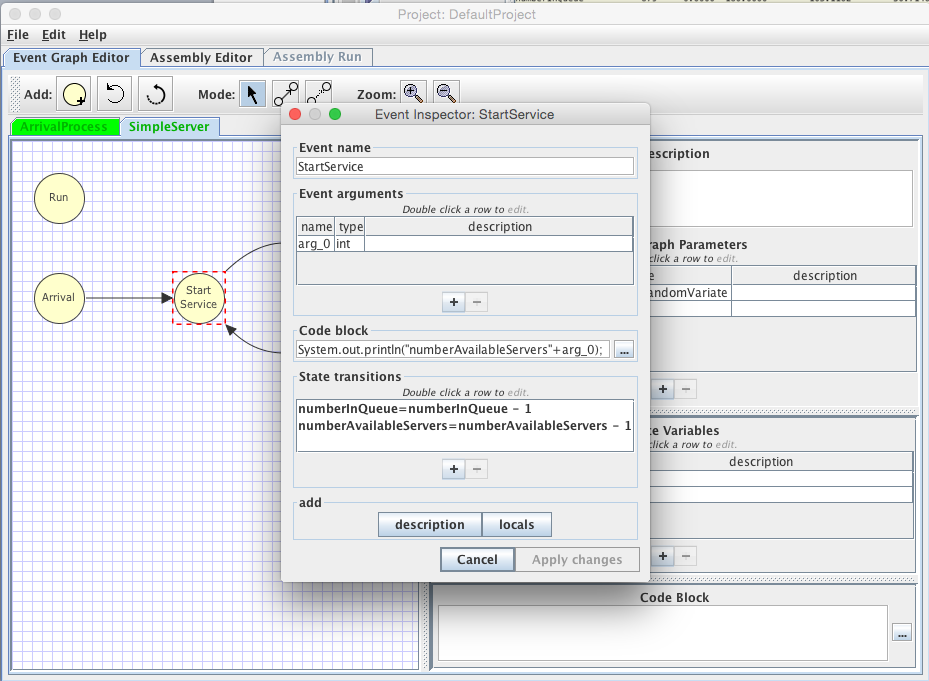 Project: DefaultProject
File Edit Help
Event Graph Editor Assembly Editor Assembly Run
Add: Mode: Zoom:
ArrivalProcess SimpleServer
Event Inspector: StartService
Event name
StartService
Event arguments
Double click a row to edit.
name type description
arg_0 int
+ −
Code block
System.out.println("numberAvailableServers"+arg_0); ...
State transitions
Double click a row to edit.
numberInQueue=numberInQueue - 1
numberAvailableServers=numberAvailableServers - 1
+ −
add
description locals
Cancel Apply changes
Run
Arrival
Start
Service
escription
raph Parameters
click a row to edit.
e description
andomVariate
+ −
te Variables
click a row to edit.
description
+ −
Code Block
...